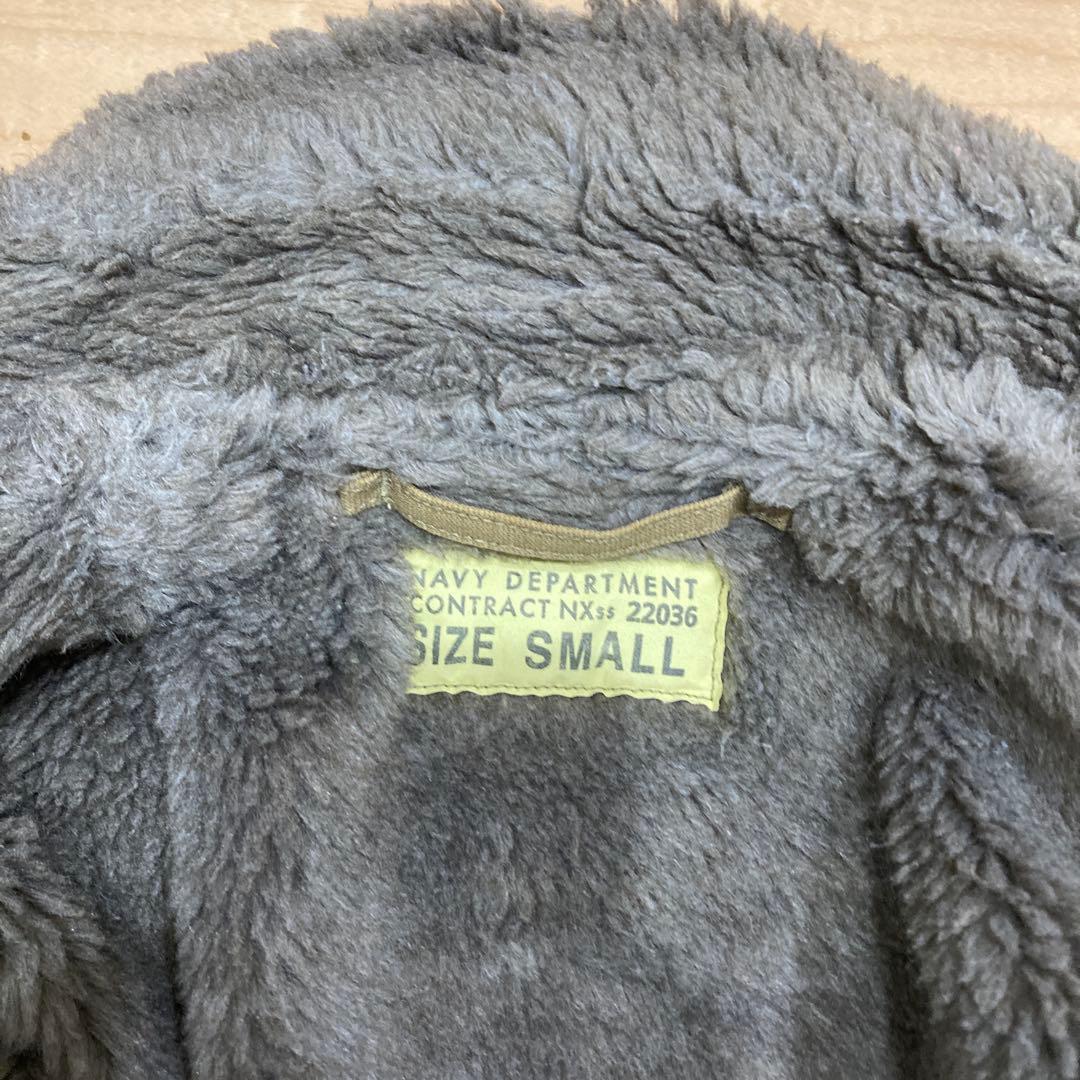 NAVY DEPARTMENT
CONTRACT NXss 22036
SIZE SMALL